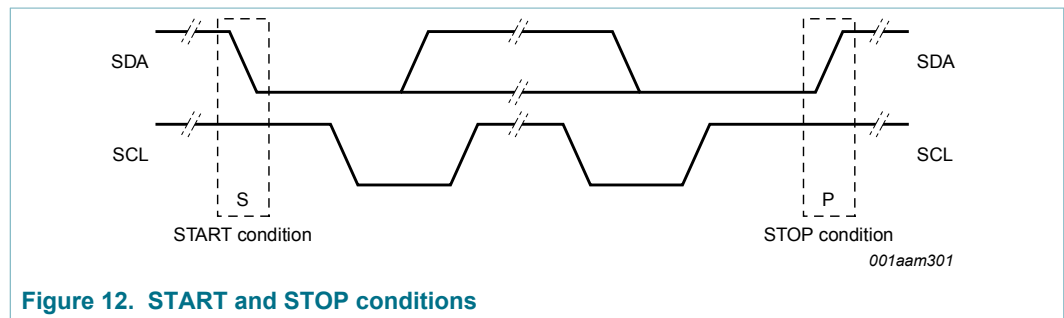 SDA
SDA
SCL
SCL
S
P
START condition
STOP condition
001aam301
Figure 12. START and STOP conditions